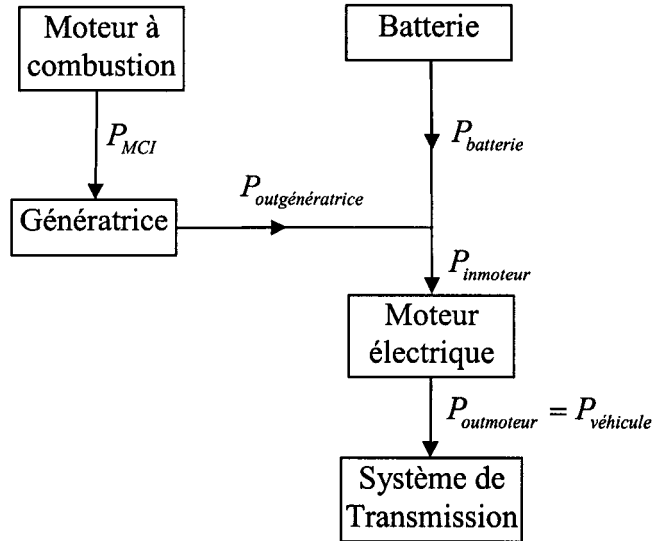 Moteur à
combustion
Batterie
P_MCI
P_batterie
Génératrice
P_outgénératrice
P_inmoteur
Moteur
électrique
P_outmoteur = P_véhicule
Système de
Transmission